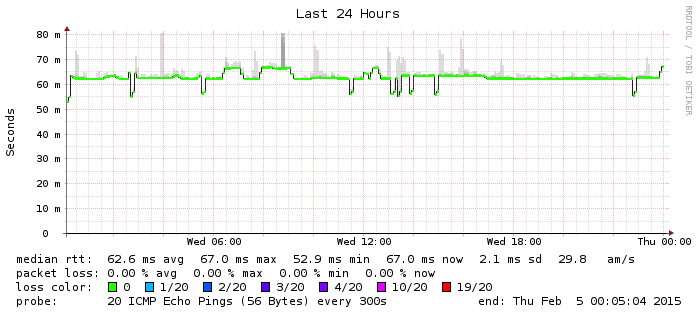 Last 24 Hours
RRDTOOL / TOBI OETIKER
Seconds
80 m
70 m
60 m
50 m
40 m
30 m
20 m
10 m
0
Wed 06:00 Wed 12:00 Wed 18:00 Thu 00:00
median rtt: 62.6 ms avg 67.0 ms max 52.9 ms min 67.0 ms now 2.1 ms sd 29.8 am/s
packet loss: 0.00 % avg 0.00 % max 0.00 % min 0.00 % now
loss color: 0 1/20 2/20 3/20 4/20 10/20 19/20
probe: 20 ICMP Echo Pings (56 Bytes) every 300s end: Thu Feb 5 00:05:04 2015